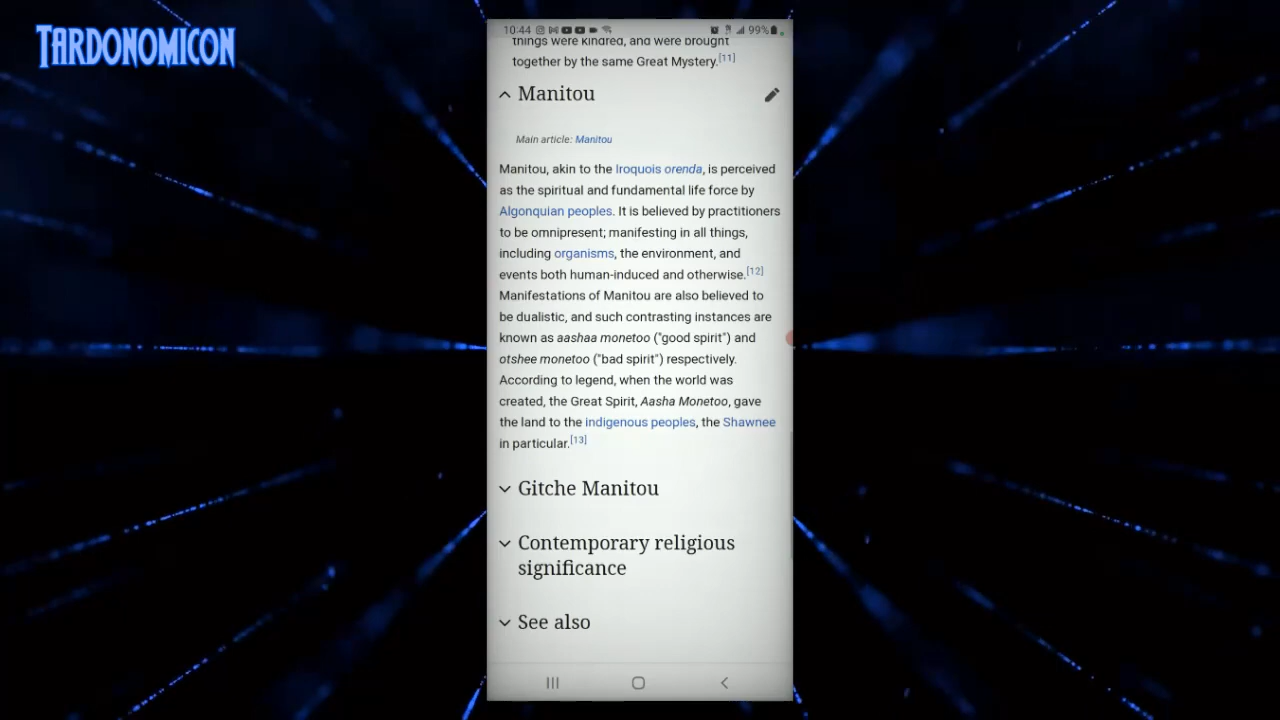 TARDONOMICON
10:44
99%
things were kindred, and were brought
together by the same Great Mystery.[11]
Manitou
Main article: Manitou
Manitou, akin to the Iroquois orenda, is perceived
as the spiritual and fundamental life force by
Algonquian peoples. It is believed by practitioners
to be omnipresent; manifesting in all things,
including organisms, the environment, and
events both human-induced and otherwise.[12]
Manifestations of Manitou are also believed to
be dualistic, and such contrasting instances are
known as aashaa monetoo ("good spirit") and
otshee monetoo ("bad spirit") respectively.
According to legend, when the world was
created, the Great Spirit, Aasha Monetoo, gave
the land to the indigenous peoples, the Shawnee
in particular.[13]
Gitche Manitou
Contemporary religious
significance
See also